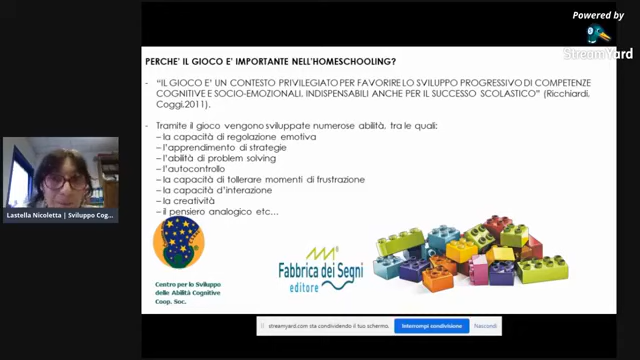 Powered by
StreamYard
PERCHE' IL GIOCO E' IMPORTANTE NELL'HOMESCHOOLING?
- "IL GIOCO E' UN CONTESTO PRIVILEGIATO PER FAVORIRE LO SVILUPPO PROGRESSIVO DI COMPETENZE
COGNITIVE E SOCIO-EMOZIONALI, INDISPENSABILI ANCHE PER IL SUCCESSO SCOLASTICO" (Ricchiardi,
Coggi,2011).
- Tramite il gioco vengono sviluppate numerose abilità, tra le quali:
– la capacità di regolazione emotiva
– l'apprendimento di strategie
– l'abilità di problem solving
– l'autocontrollo
– la capacità di tollerare momenti di frustrazione
– la capacità d'interazione
– la creatività
– il pensiero analogico etc...
Lastella Nicoletta | Sviluppo Cog...
Fabbrica dei Segni
editore
Centro per lo Sviluppo
delle Abilità Cognitive
Coop. Soc.
streamyard.com sta condividendo il tuo schermo.
Interrompi condivisione
Nascondi